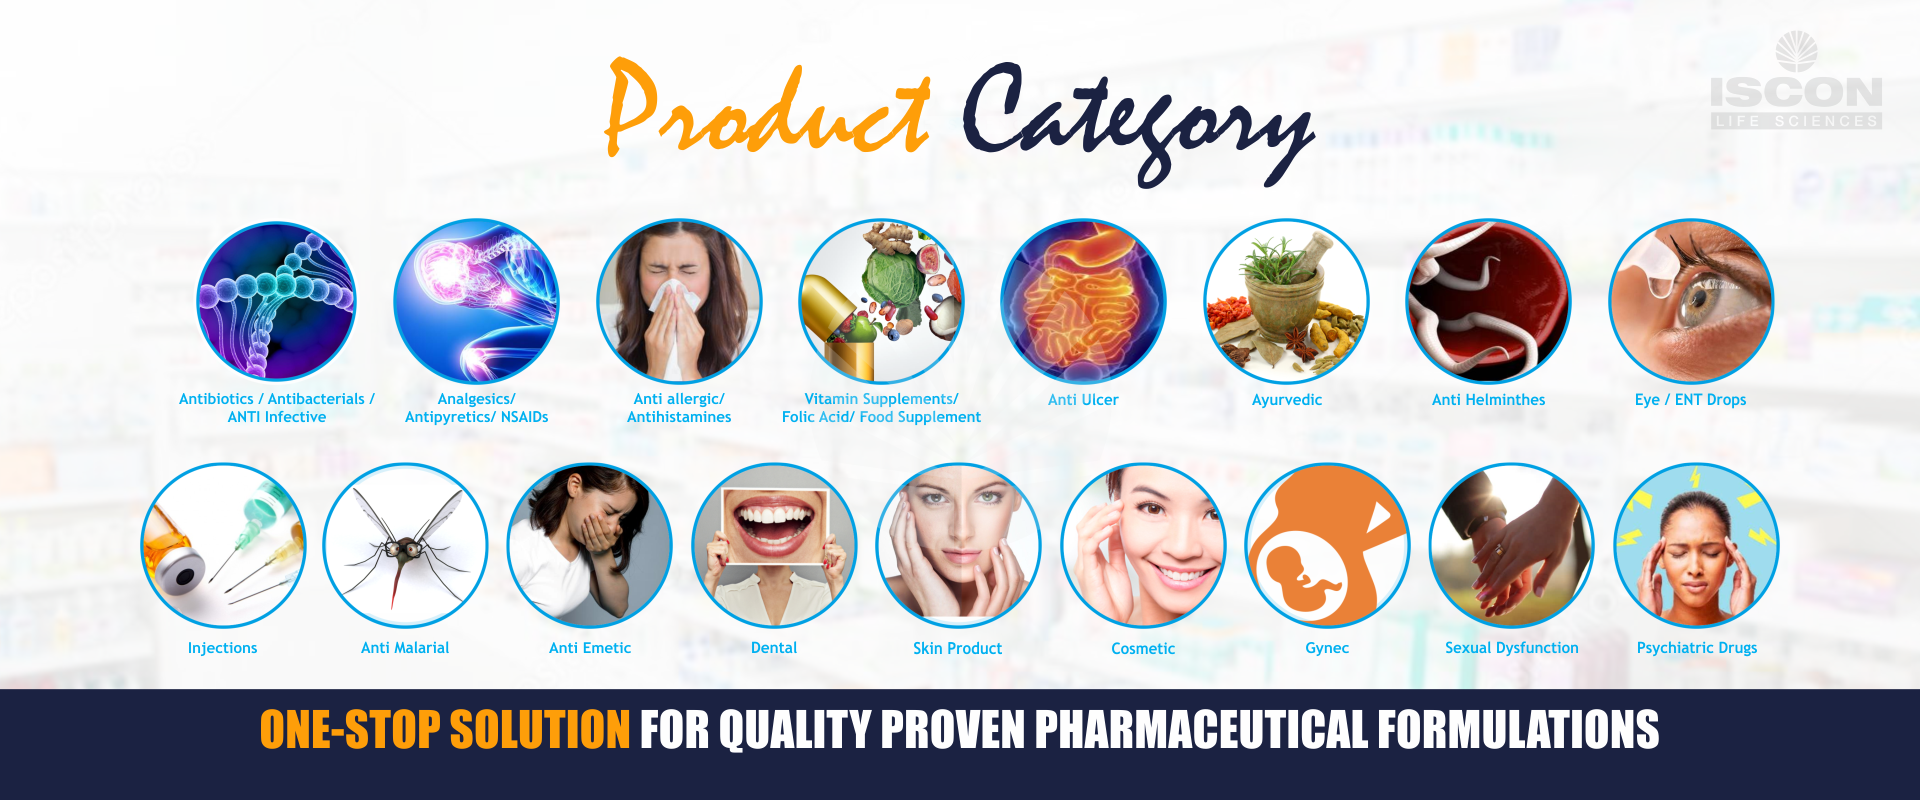 Product Category
ISCON
LIFE SCIENCES
Antibiotics / Antibacterials /
ANTI Infective
Analgesics/
Antipyretics/ NSAIDs
Anti allergic/
Antihistamines
Vitamin Supplements/
Folic Acid/ Food Supplement
Anti Ulcer
Ayurvedic
Anti Helminthes
Eye / ENT Drops
Injections
Anti Malarial
Anti Emetic
Dental
Skin Product
Cosmetic
Gynec
Sexual Dysfunction
Psychiatric Drugs
ONE-STOP SOLUTION FOR QUALITY PROVEN PHARMACEUTICAL FORMULATIONS